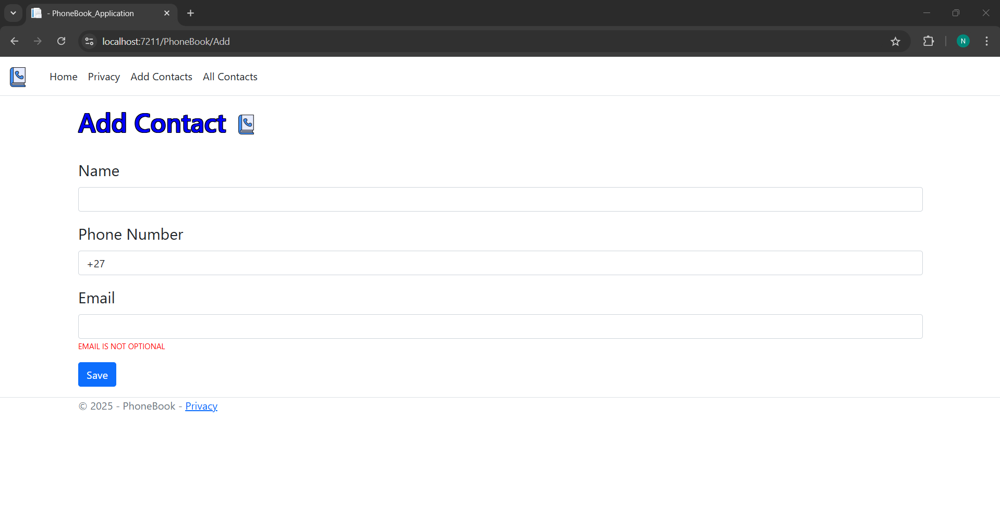 - PhoneBook_Application
localhost:7211/PhoneBook/Add
N
Home Privacy Add Contacts All Contacts
Add Contact
Name
Phone Number
+27
Email
EMAIL IS NOT OPTIONAL
Save
© 2025 - PhoneBook - Privacy